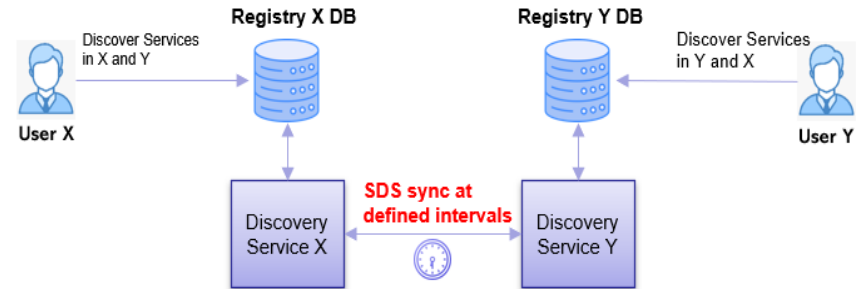 Registry X DB
Registry Y DB
Discover Services
in X and Y
Discover Services
in Y and X
User X
User Y
SDS sync at
defined intervals
Discovery
Service X
Discovery
Service Y